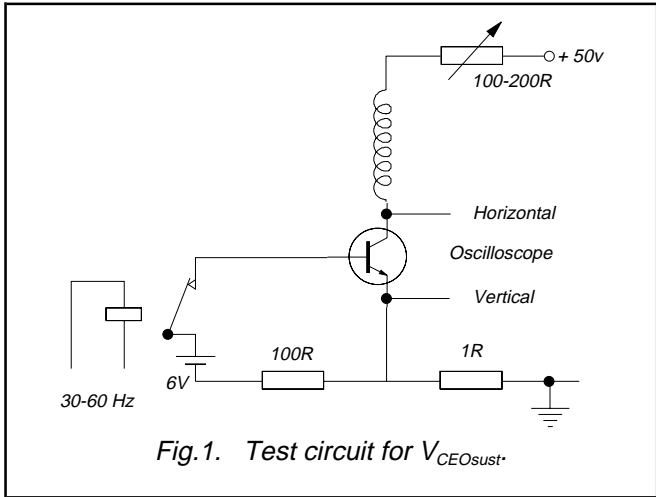 + 50v
100-200R
Horizontal
Oscilloscope
Vertical
100R
1R
6V
30-60 Hz
Fig.1. Test circuit for VCEOsust.